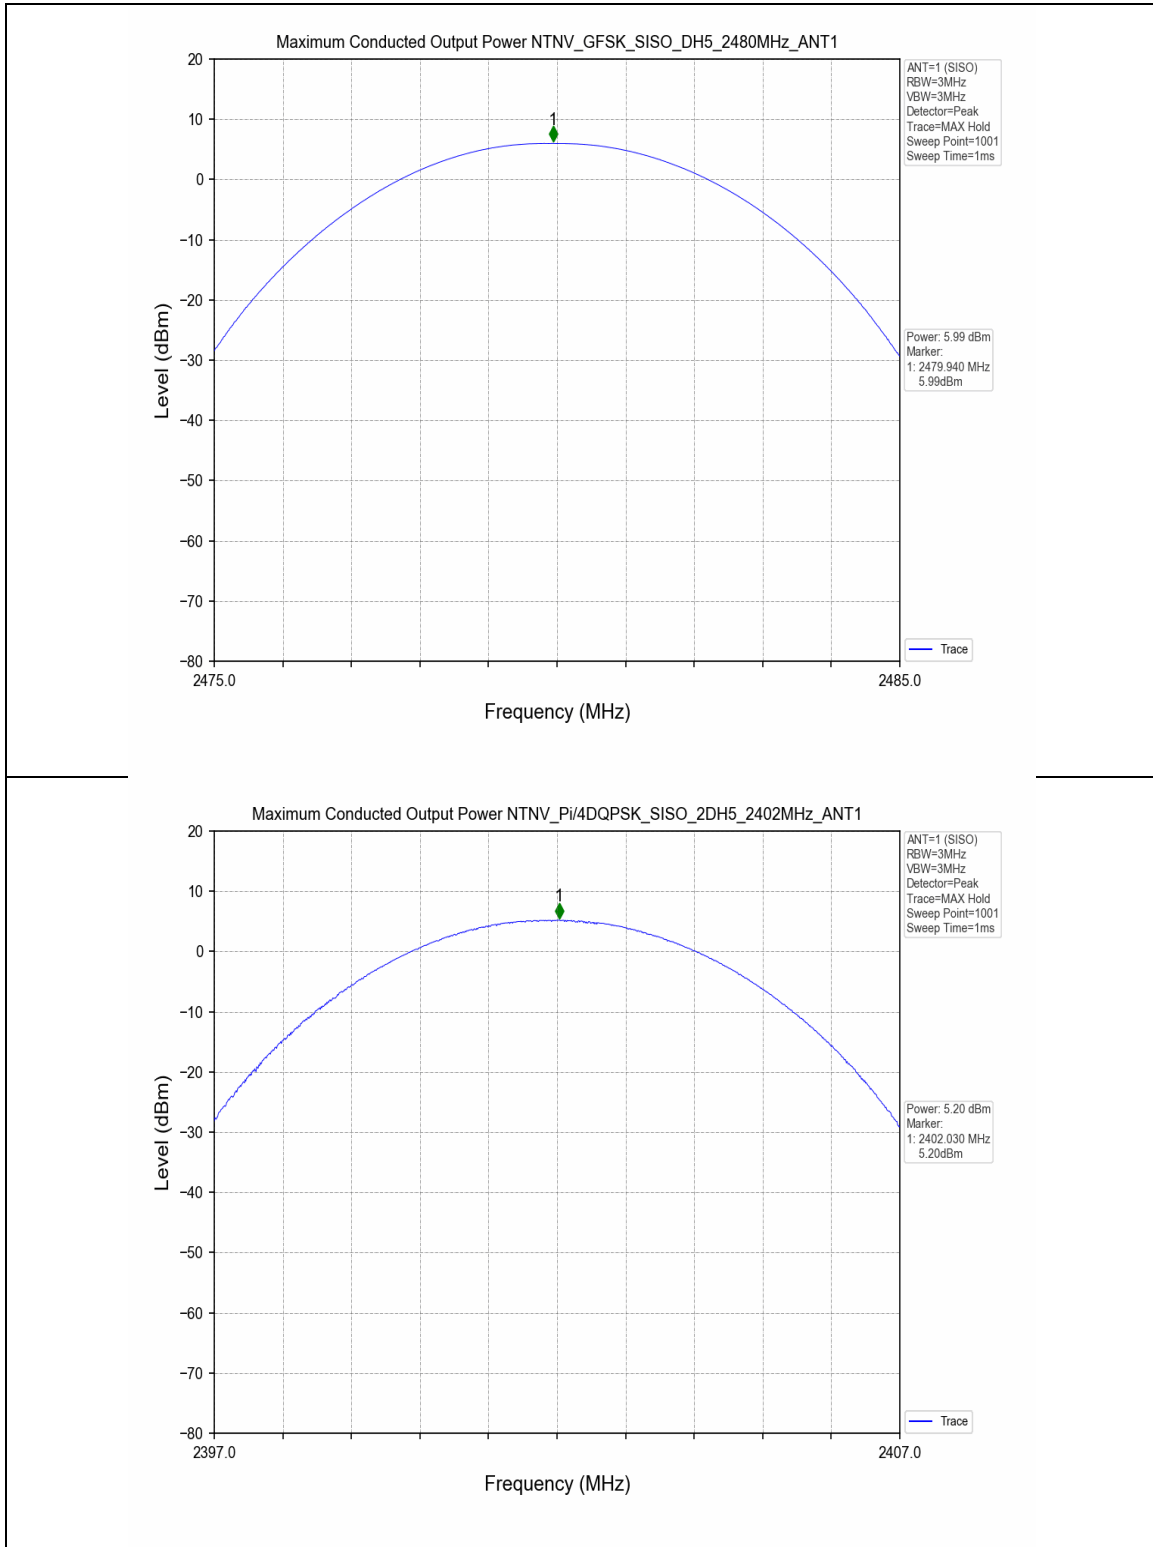 Maximum Conducted Output Power NTNV_GFSK_SISO_DH5_2480MHz_ANT1
20
10
0
−10
−20
−30
−40
−50
−60
−70
−80
Level (dBm)
1
2475.0
2485.0
Frequency (MHz)
ANT=1 (SISO)
RBW=3MHz
VBW=3MHz
Detector=Peak
Trace=MAX Hold
Sweep Point=1001
Sweep Time=1ms
Power: 5.99 dBm
Marker:
1: 2479.940 MHz
5.99dBm
Trace
Maximum Conducted Output Power NTNV_Pi/4DQPSK_SISO_2DH5_2402MHz_ANT1
20
10
0
−10
−20
−30
−40
−50
−60
−70
−80
Level (dBm)
1
2397.0
2407.0
Frequency (MHz)
ANT=1 (SISO)
RBW=3MHz
VBW=3MHz
Detector=Peak
Trace=MAX Hold
Sweep Point=1001
Sweep Time=1ms
Power: 5.20 dBm
Marker:
1: 2402.030 MHz
5.20dBm
Trace